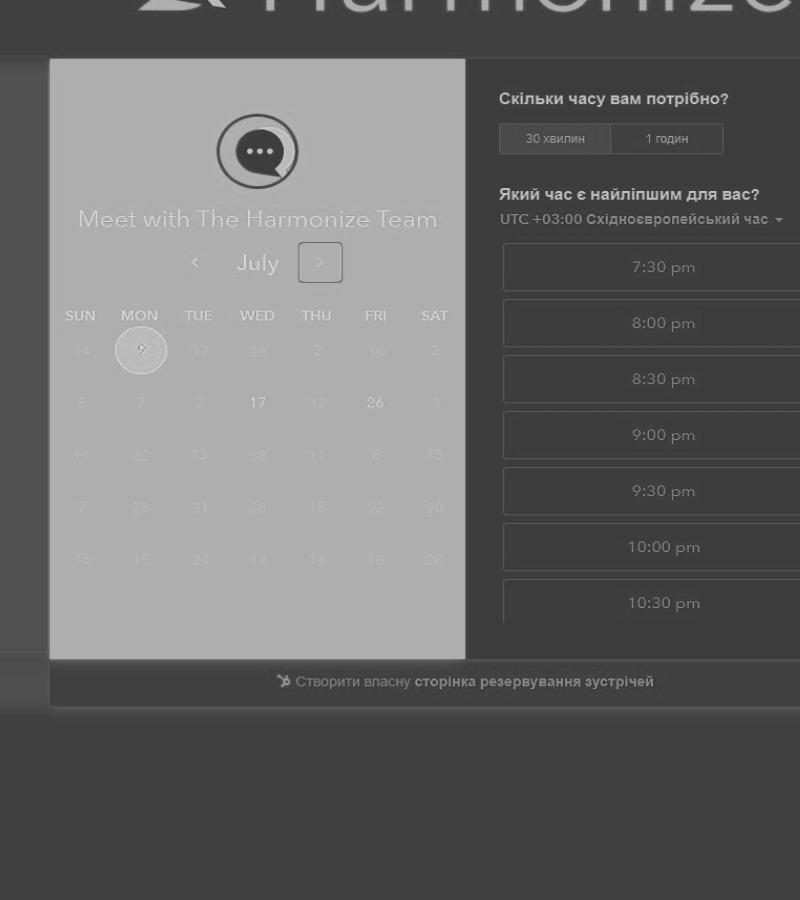 Harmonize
Meet with The Harmonize Team
July
SUN MON TUE WED THU FRI SAT
14 9 17 28 2 10 2
5 7 2 17 17 26 3
11 22 13 18 11 8 13
7 26 31 28 15 22 20
13 15 24 14 14 18 28
Скільки часу вам потрібно?
30 хвилин 1 годин
Який час є найліпшим для вас?
UTC +03:00 Східноєвропейський час
7:30 pm
8:00 pm
8:30 pm
9:00 pm
9:30 pm
10:00 pm
10:30 pm
Створити власну сторінка резервування зустрічей